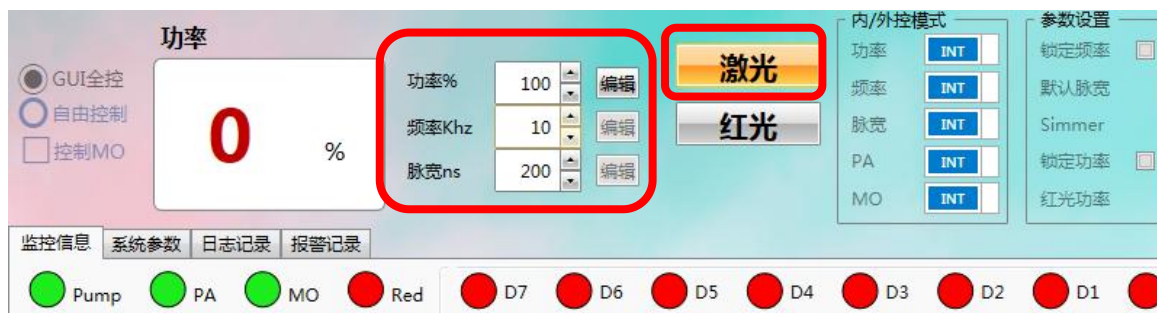 功率
GUI全控
自由控制
控制MO
0 %
功率% 100 编辑
频率Khz 10 编辑
脉宽ns 200 编辑
激光
红光
内/外控模式
功率 INT
频率 INT
脉宽 INT
PA INT
MO INT
参数设置
锁定频率
默认脉宽
Simmer
锁定功率
红光功率
监控信息 系统参数 日志记录 报警记录
Pump PA MO Red D7 D6 D5 D4 D3 D2 D1